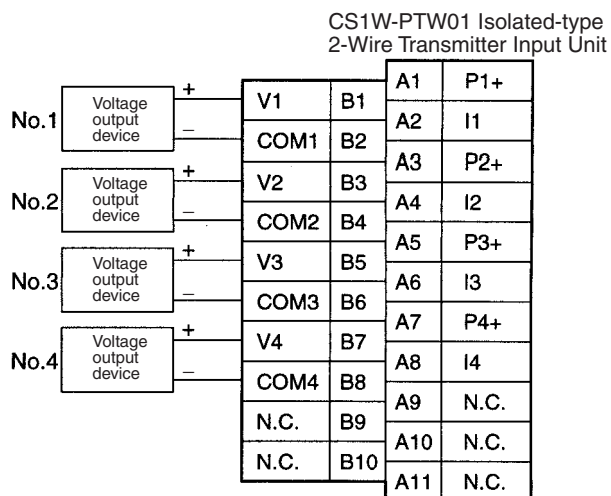 CS1W-PTW01 Isolated-type
2-Wire Transmitter Input Unit
A1 P1+
No.1 Voltage output device + V1 B1
A2 I1
− COM1 B2
A3 P2+
No.2 Voltage output device + V2 B3
A4 I2
− COM2 B4
A5 P3+
No.3 Voltage output device + V3 B5
A6 I3
− COM3 B6
A7 P4+
No.4 Voltage output device + V4 B7
A8 I4
− COM4 B8
A9 N.C.
N.C. B9
A10 N.C.
N.C. B10
A11 N.C.